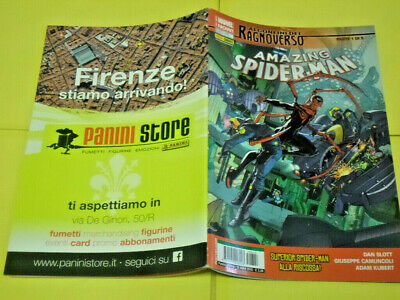 Firenze
stiamo arrivando!
PANINI STORE
FUMETTI · FIGURINE · EMOZIONI
PANINI
ti aspettiamo in
via De Ginori, 50/R
fumetti merchandising figurine
eventi card promo abbonamenti
www.paninistore.it - seguici su f
RAGNOVERSO
AMAZING
SPIDER-MAN
SUPERIOR SPIDER-MAN
ALLA RISCOSSA!
DAN SLOTT
GIUSEPPE CAMUNCOLI
ADAM KUBERT